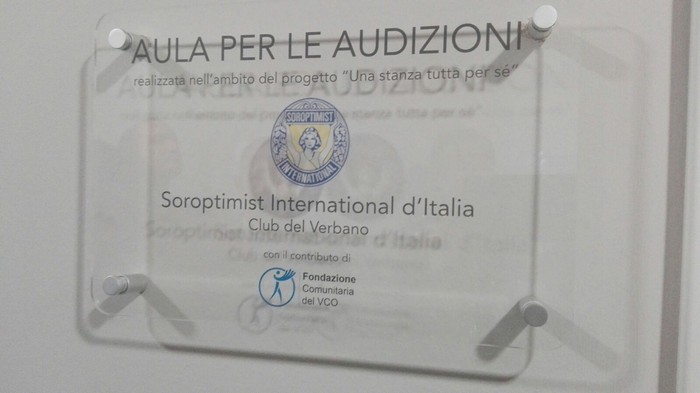 AULA PER LE AUDIZIONI
realizzata nell'ambito del progetto "Una stanza tutta per sé"
SOROPTIMIST
INTERNATIONAL
Soroptimist International d'Italia
Club del Verbano
con il contributo di
Fondazione
Comunitaria
del VCO